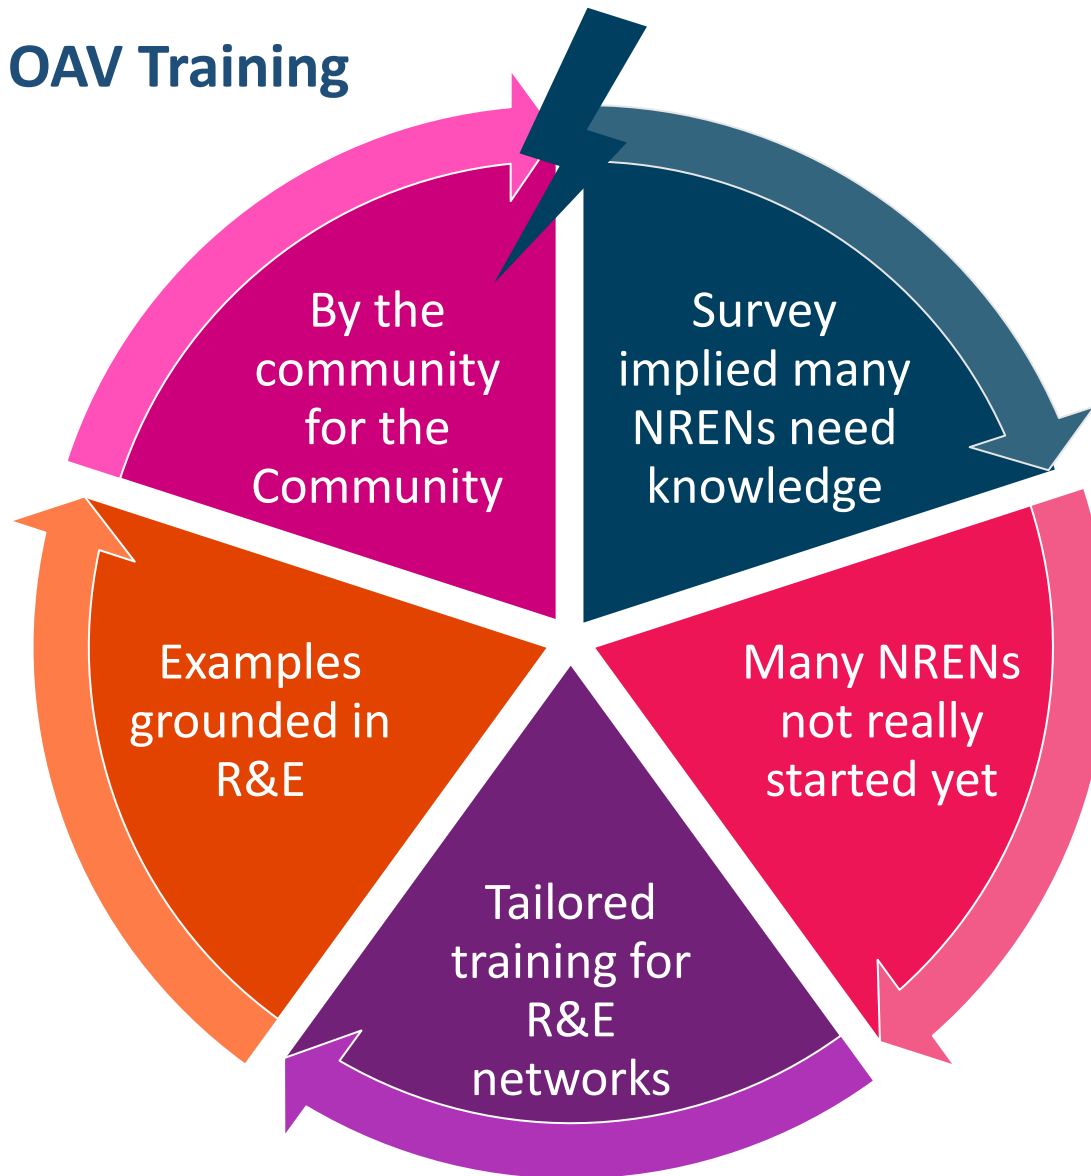 OAV Training
By the
community
for the
Community
Survey
implied many
NRENs need
knowledge
Examples
grounded in
R&E
Many NRENs
not really
started yet
Tailored
training for
R&E
networks